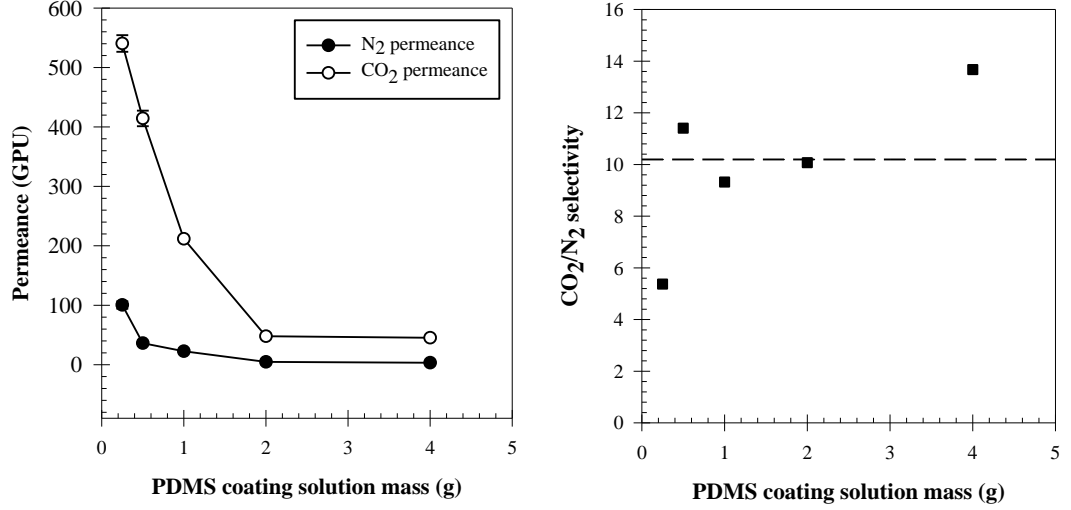 600
500
400
300
200
100
0
Permeance (GPU)
N2 permeance
CO2 permeance
0 1 2 3 4 5
PDMS coating solution mass (g)
16
14
12
10
8
6
4
2
0
CO2/N2 selectivity
0 1 2 3 4 5
PDMS coating solution mass (g)